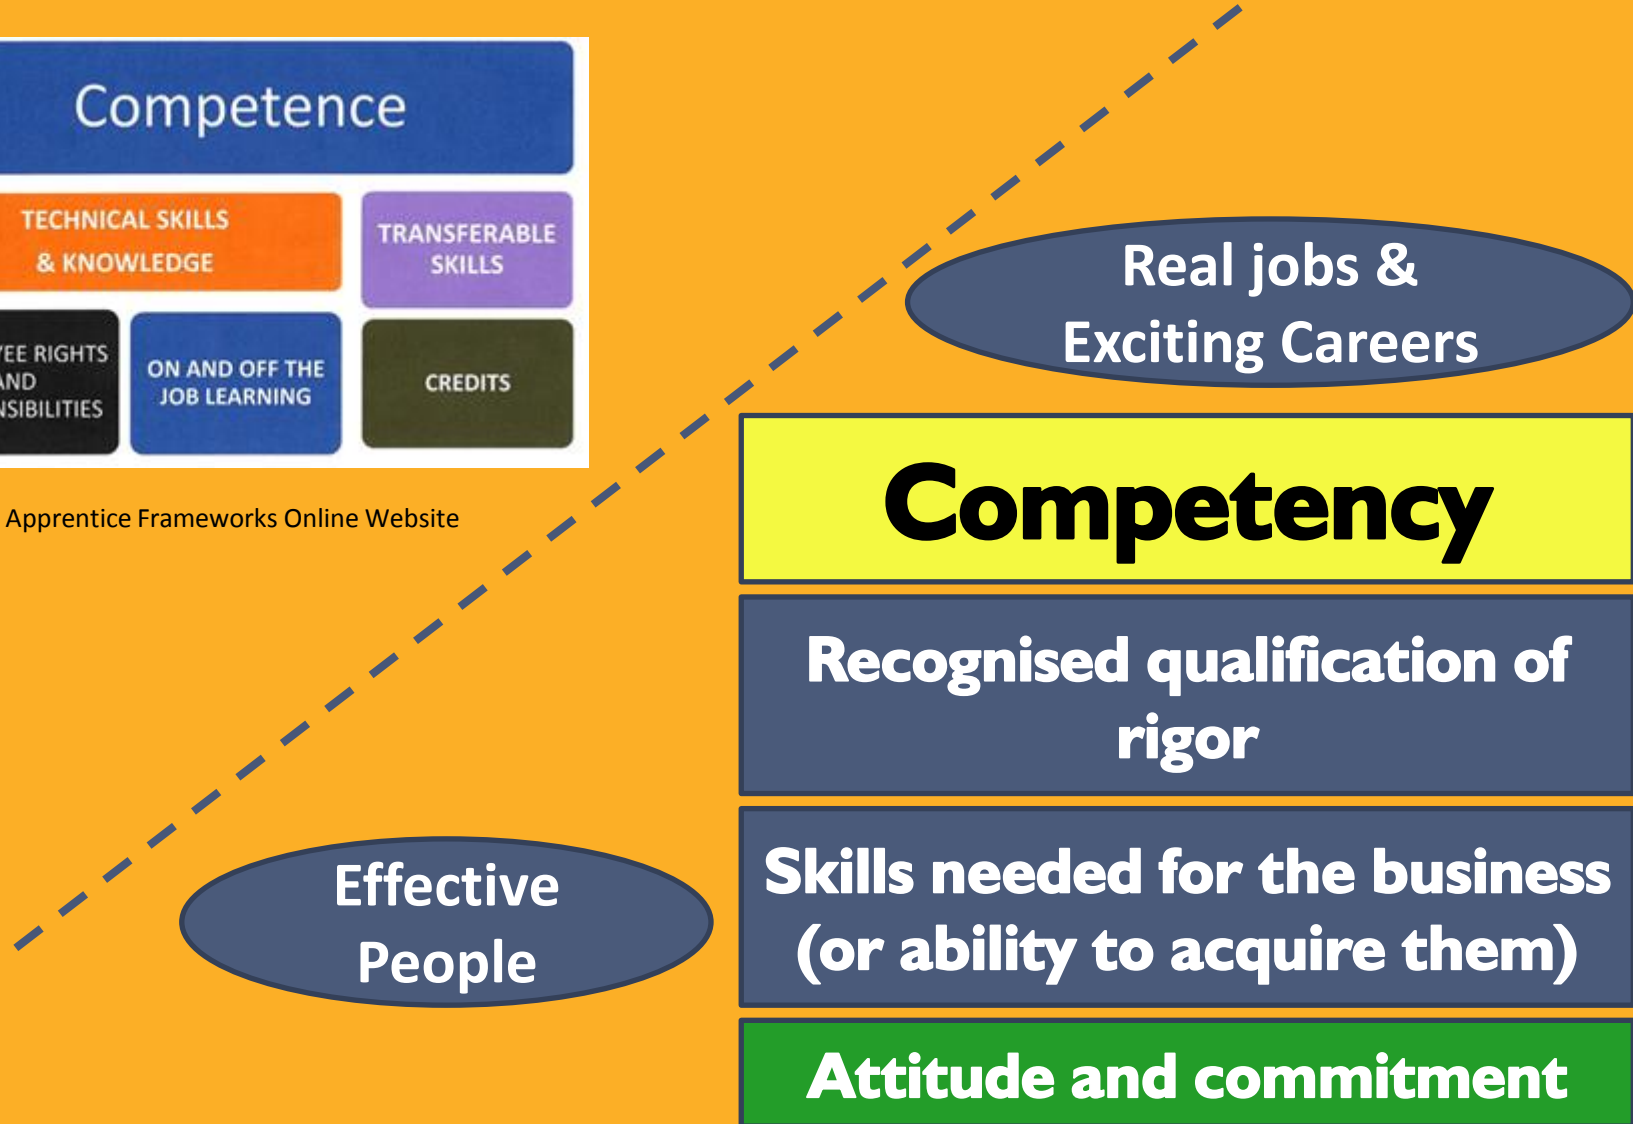 Competence
TECHNICAL SKILLS
& KNOWLEDGE
TRANSFERABLE
SKILLS
RIGHTS
AND
ON AND OFF THE
JOB LEARNING
CREDITS
Apprentice Frameworks Online Website
Real jobs &
Exciting Careers
Competency
Recognised qualification of
rigor
Skills needed for the business
(or ability to acquire them)
Attitude and commitment
Effective
People